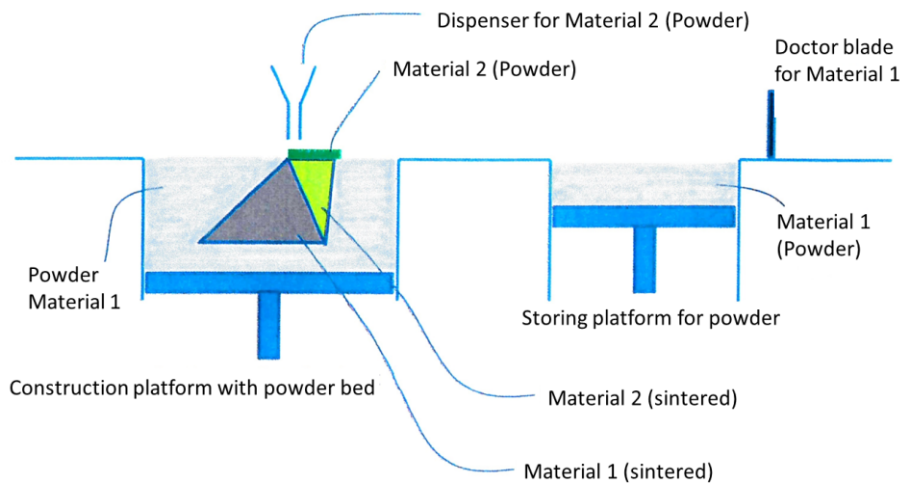 Dispenser for Material 2 (Powder)
Doctor blade
for Material 1
Material 2 (Powder)
Material 1
(Powder)
Powder
Material 1
Storing platform for powder
Construction platform with powder bed
Material 2 (sintered)
Material 1 (sintered)